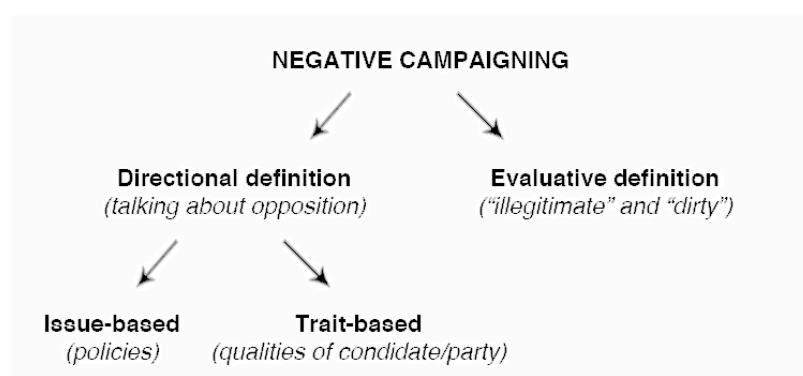 NEGATIVE CAMPAIGNING
Directional definition
(talking about opposition)
Evaluative definition
(“illegitimate” and “dirty”)
Issue-based
(policies)
Trait-based
(qualities of condidate/party)